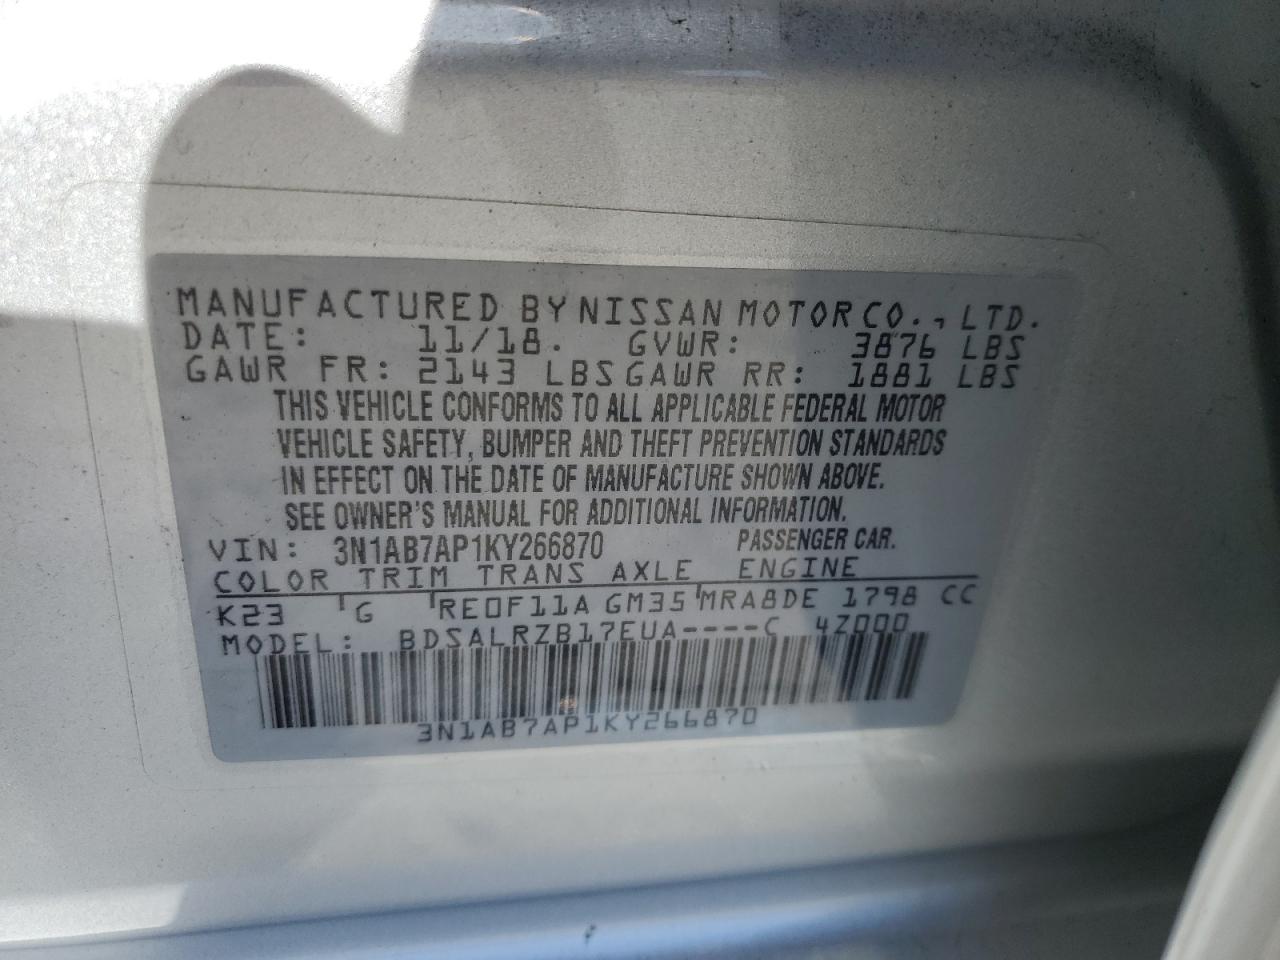 MANUFACTURED BY NISSAN MOTOR CO., LTD.
DATE: 11/18. GVWR: 3876 LBS
GAWR FR: 2143 LBS GAWR RR: 1881 LBS
THIS VEHICLE CONFORMS TO ALL APPLICABLE FEDERAL MOTOR
VEHICLE SAFETY, BUMPER AND THEFT PREVENTION STANDARDS
IN EFFECT ON THE DATE OF MANUFACTURE SHOWN ABOVE.
SEE OWNER'S MANUAL FOR ADDITIONAL INFORMATION.
VIN: 3N1AB7AP1KY266870 PASSENGER CAR.
COLOR TRIM TRANS AXLE ENGINE
K23 G RE0F11A GM35 MRA8DE 1798 CC
MODEL: BDSALRZB17EUA----C 4Z000
3N1AB7AP1KY266870